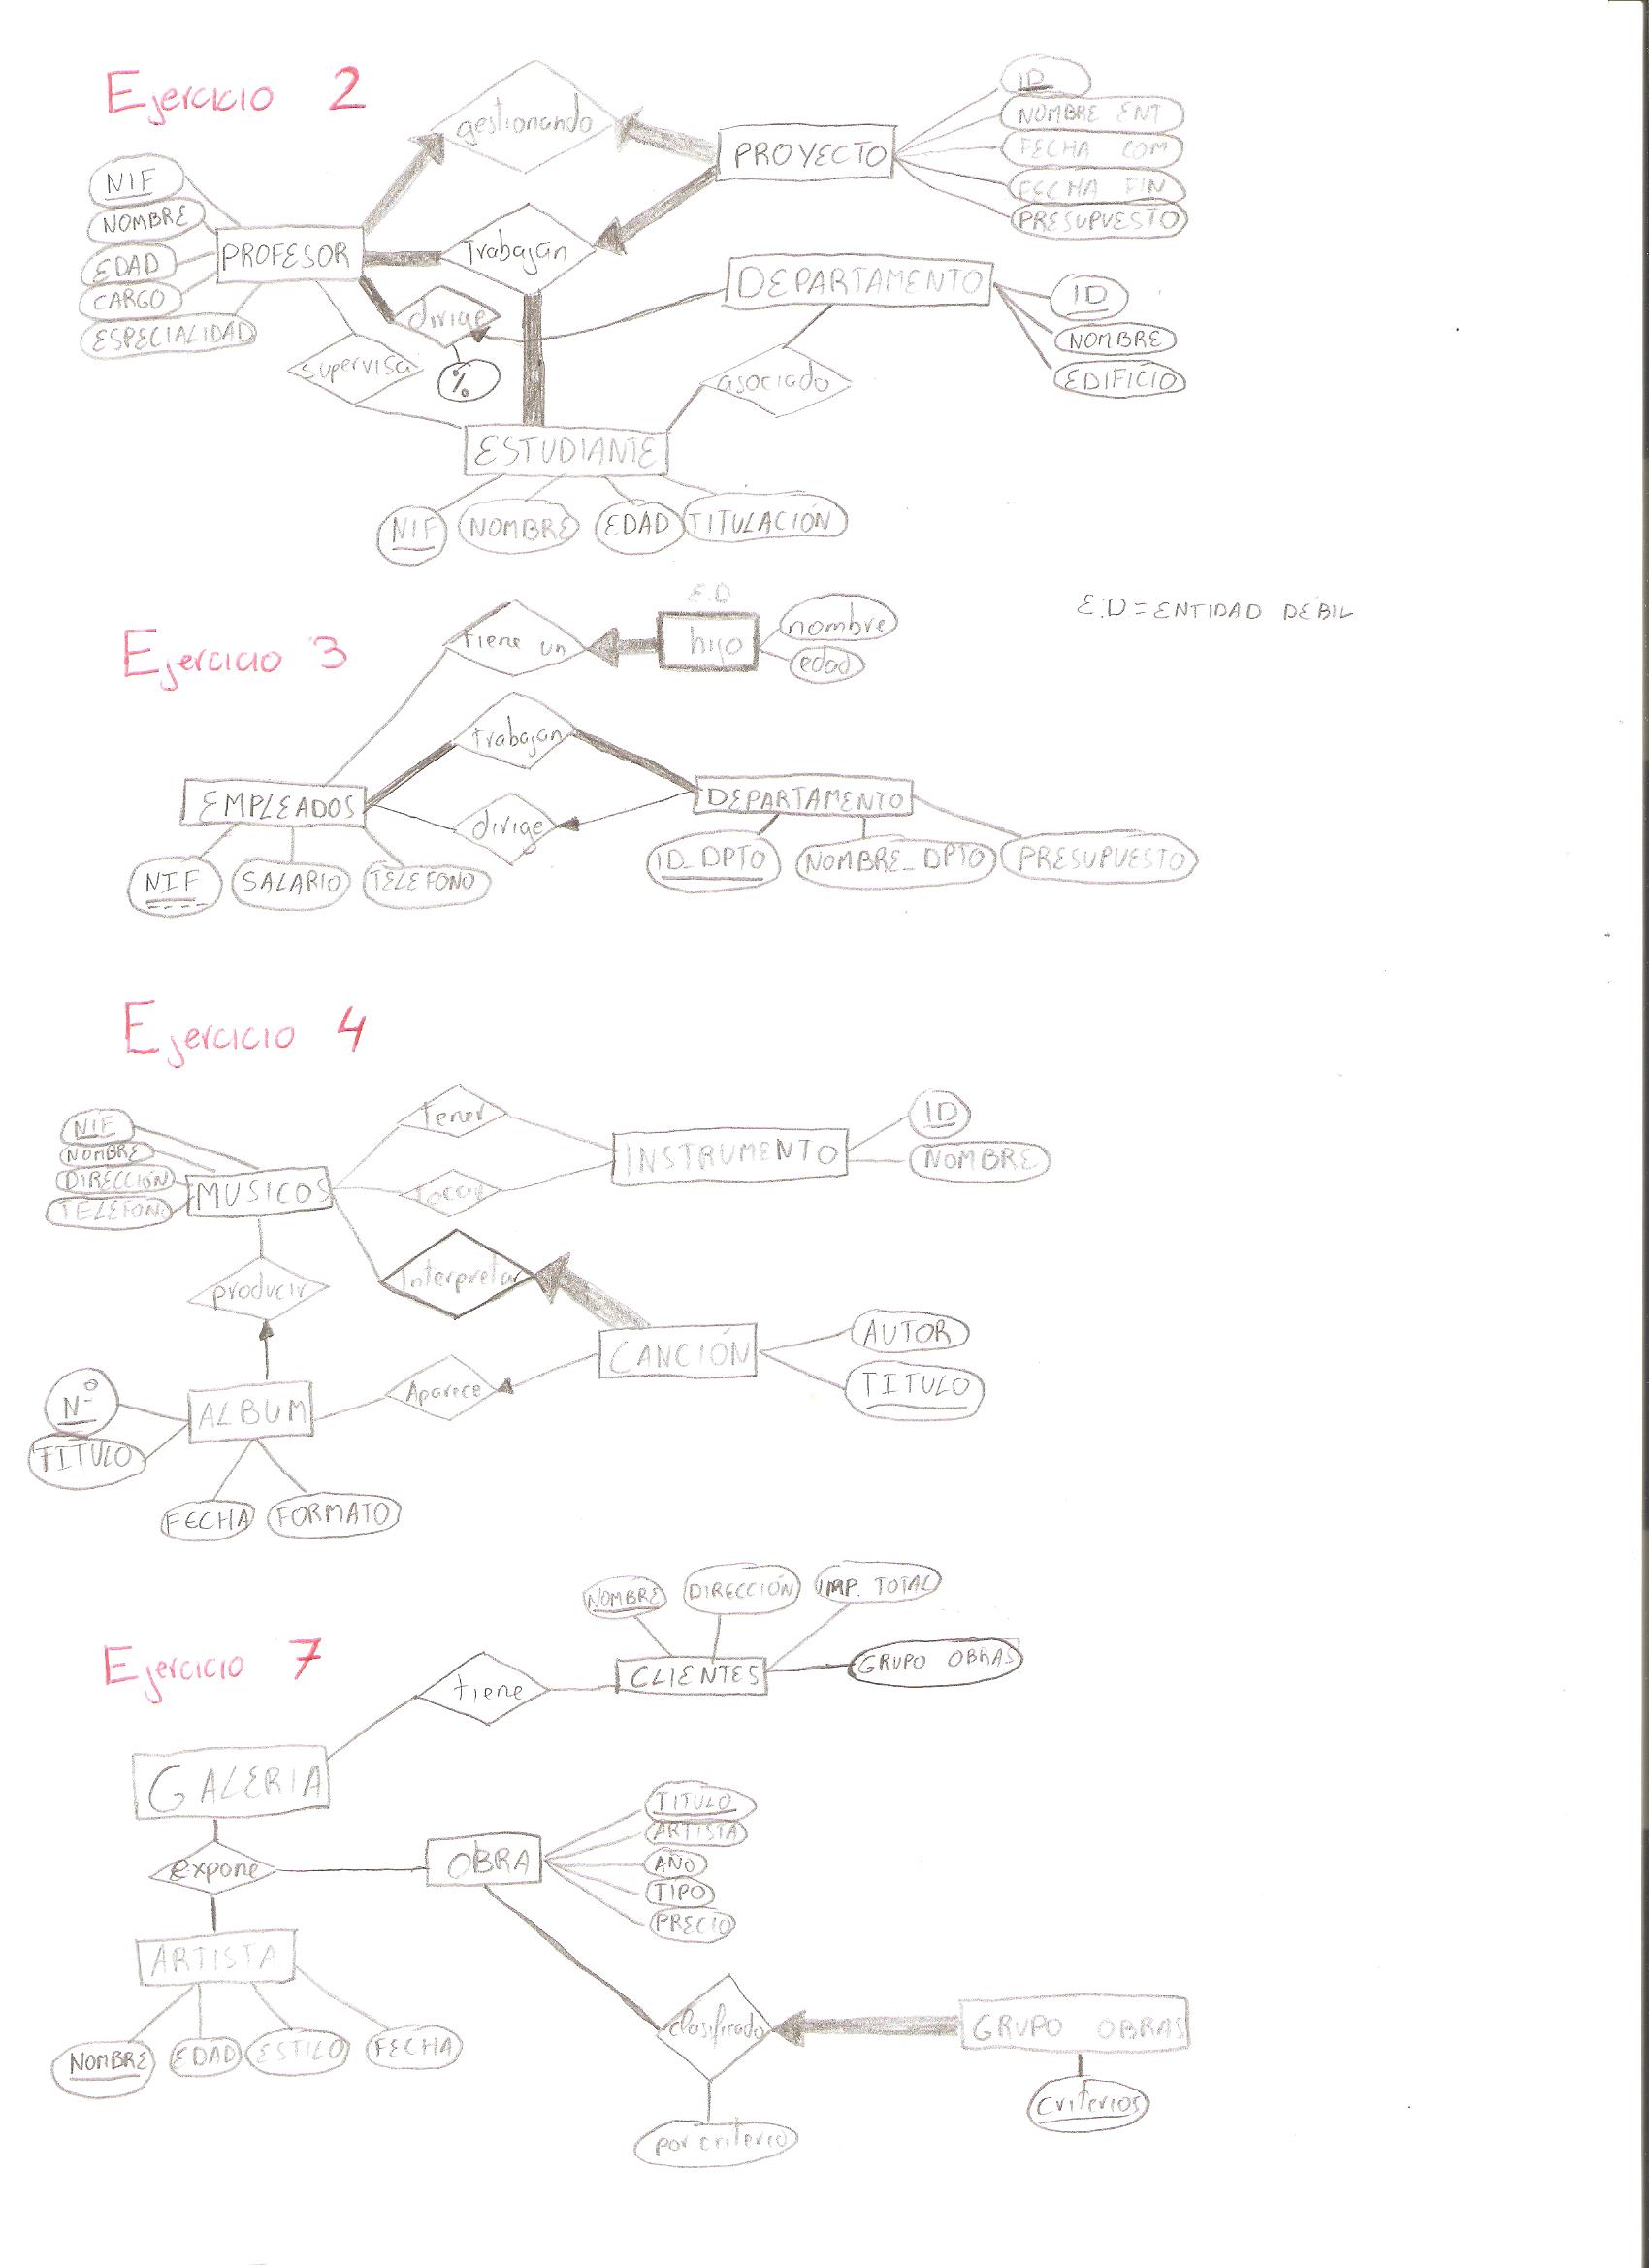 Ejercicio 2
gestionando
PROYECTO
ID
NOMBRE ENT
FECHA COM
FECHA FIN
PRESUPUESTO
NIF
NOMBRE
EDAD
CARGO
ESPECIALIDAD
PROFESOR
Trabajan
DEPARTAMENTO
ID
NOMBRE
EDIFICIO
dirige
%
supervisa
asociado
ESTUDIANTE
NIF NOMBRE EDAD TITULACIÓN
E.D
E.D = ENTIDAD DEBIL
Ejercicio 3
tiene un
hijo
nombre
edad
trabajan
EMPLEADOS
dirige
DEPARTAMENTO
NIF SALARIO TELEFONO
ID_DPTO NOMBRE_DPTO PRESUPUESTO
Ejercicio 4
NIF
NOMBRE
DIRECCIÓN
TELEFONO
MUSICOS
tener
tocar
INSTRUMENTO
ID
NOMBRE
Interpretar
producir
CANCIÓN
AUTOR
TITULO
Aparece
Nº
TITULO
ALBUM
FECHA FORMATO
NOMBRE DIRECCIÓN IMP. TOTAL
Ejercicio 7
tiene
CLIENTES
GRUPO OBRAS
GALERIA
expone
OBRA
TITULO
ARTISTA
AÑO
TIPO
PRECIO
ARTISTA
NOMBRE EDAD ESTILO FECHA
clasificado
GRUPO OBRAS
criterios
por criterio